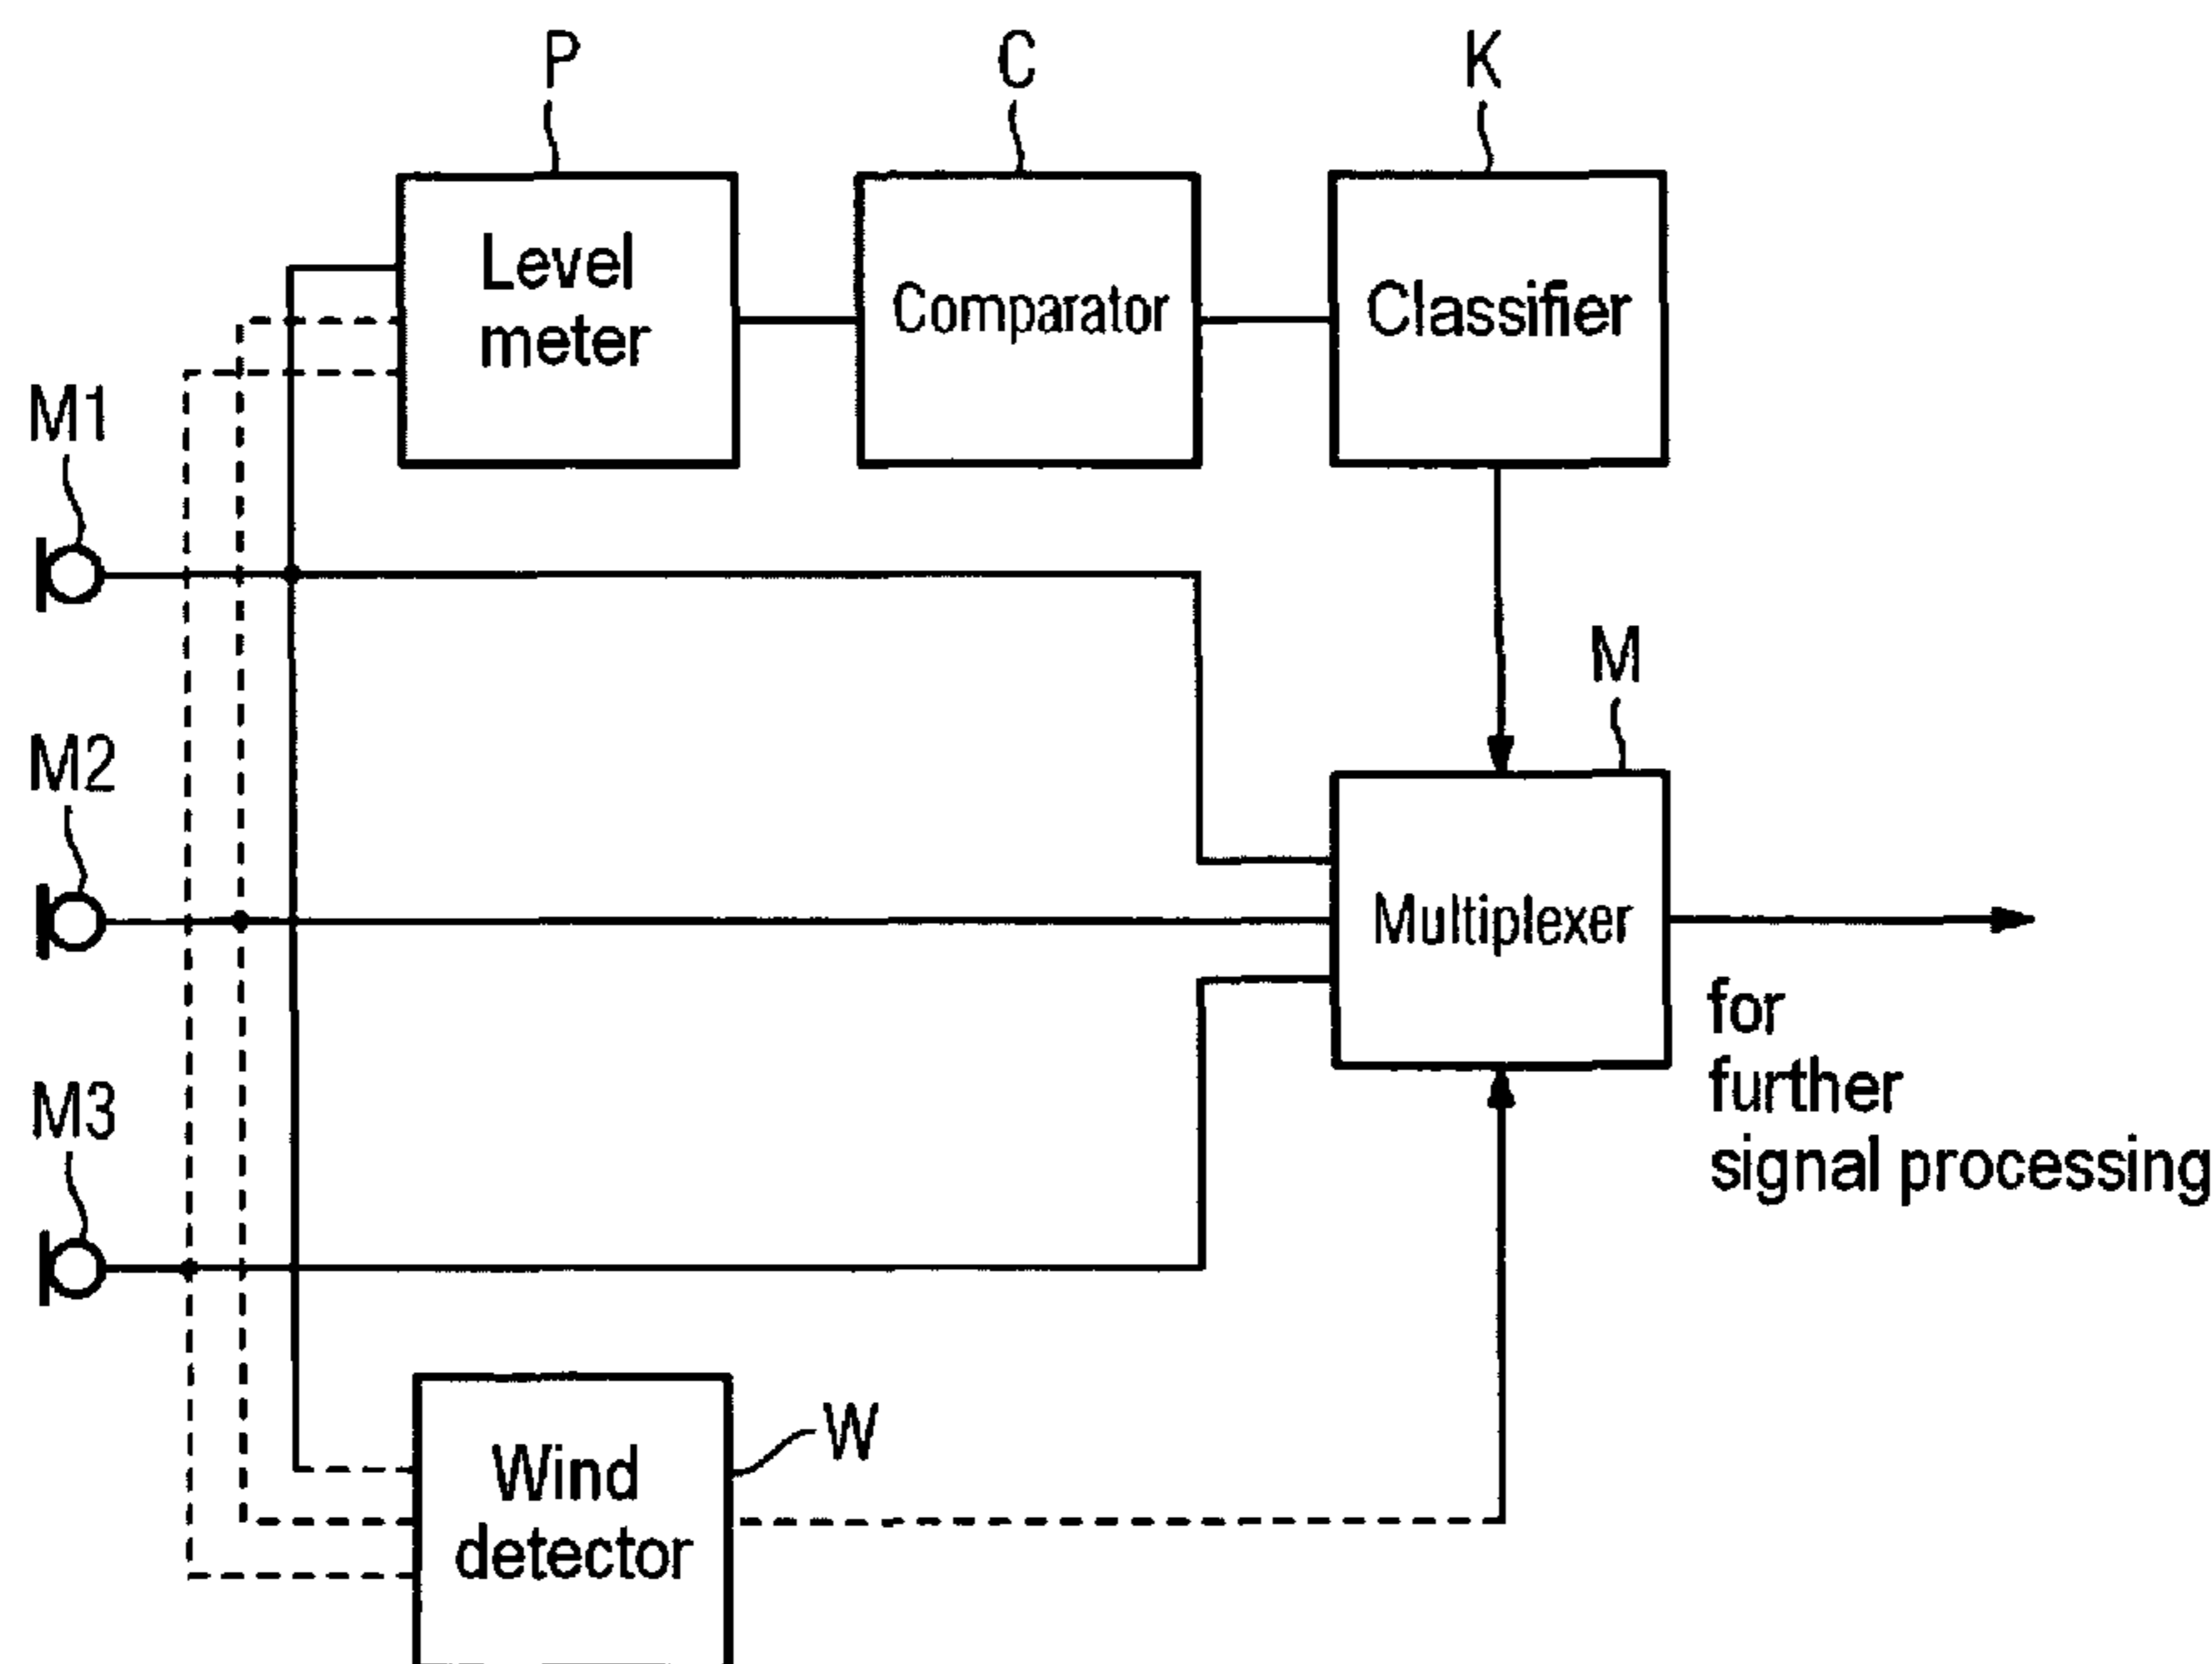 P
C
K
Level
meter
Comparator
Classifier
M1
M
M2
Multiplexer
for
further
signal processing
M3
W
Wind
detector